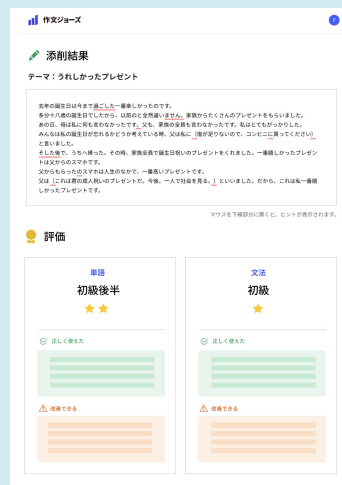 作文ジョーズ
F
添削結果
テーマ：うれしかったプレゼント
去年の誕生日は今まで過ごした一番楽しかったのです。
多分十八歳の誕生日でしたから、以前のと全然違いません。家族からたくさんのプレゼントをもらいました。
あの日、母は私に何も言わなかったです。父も、家族の全員も言わなかったです。私はとてもがっかりした。
みんなは私の誕生日が忘れるかどうか考えている時、父は私に「塩が足りないので、コンビニに買ってください」
と言いました。
そした後で、うちへ帰った。その時、家族全員で誕生日祝いのプレゼントをくれました。一番嬉しかったプレゼン
トは父からのスマホです。
父からもらったのスマホは人生のなかで、一番高いプレゼントです。
父は「これは君の成人祝いのプレゼントだ。今後、一人で社会を見る。」といいました。だから、これは私一番嬉
しかったプレゼントです。
マウスを下線部分に置くと、ヒントが表示されます。
評価
単語
初級後半
正しく使えた
改善できる
文法
初級
正しく使えた
改善できる